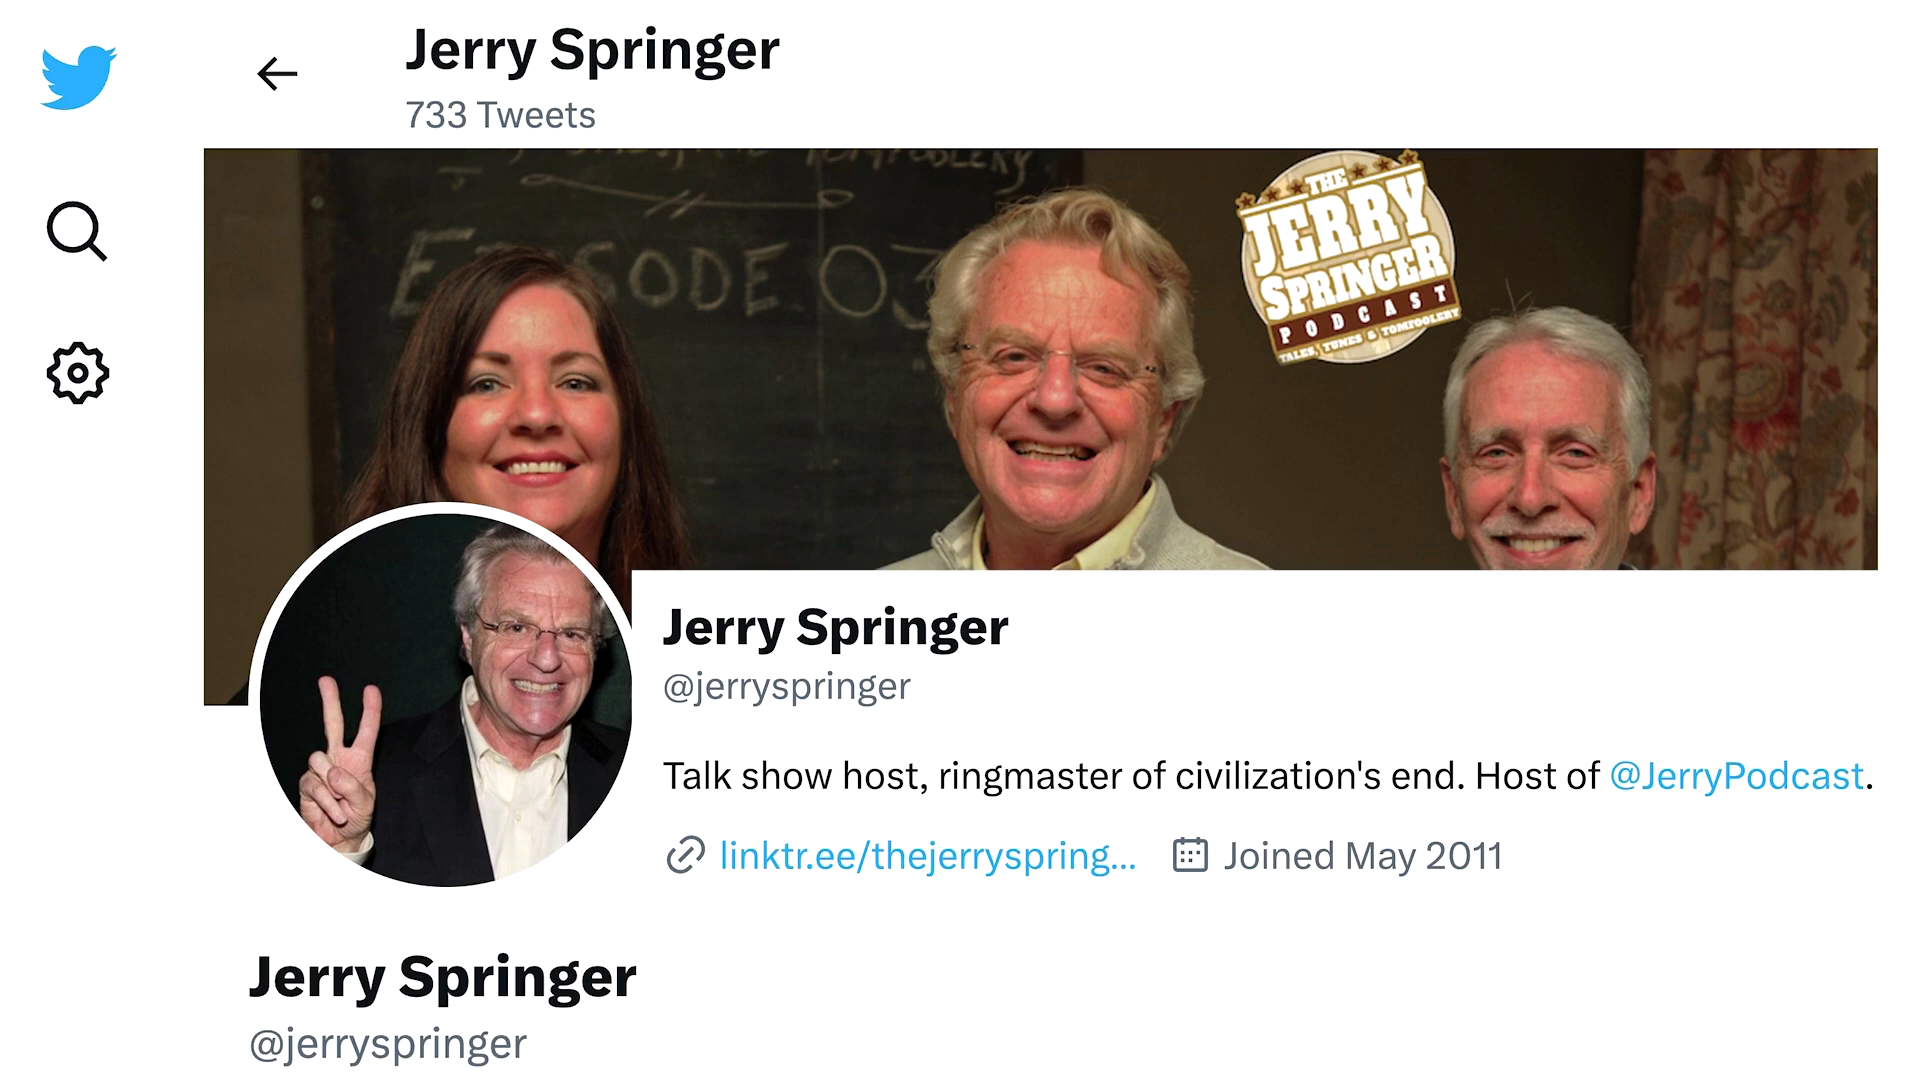 Jerry Springer
733 Tweets
Tomfoolery
EPISODE 03
THE
JERRY
SPRINGER
PODCAST
TALES, TUNES & TOMFOOLERY
Jerry Springer
@jerryspringer
Talk show host, ringmaster of civilization's end. Host of @JerryPodcast.
linktr.ee/thejerryspring... Joined May 2011
Jerry Springer
@jerryspringer